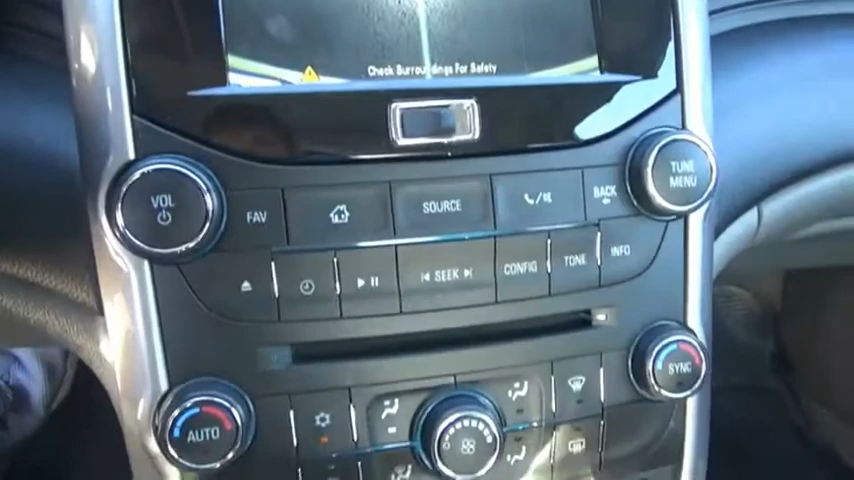 Check Surroundings For Safety
VOL
FAV
SOURCE
BACK
TUNE
MENU
SEEK
CONFIG
TONE
INFO
AUTO
SYNC